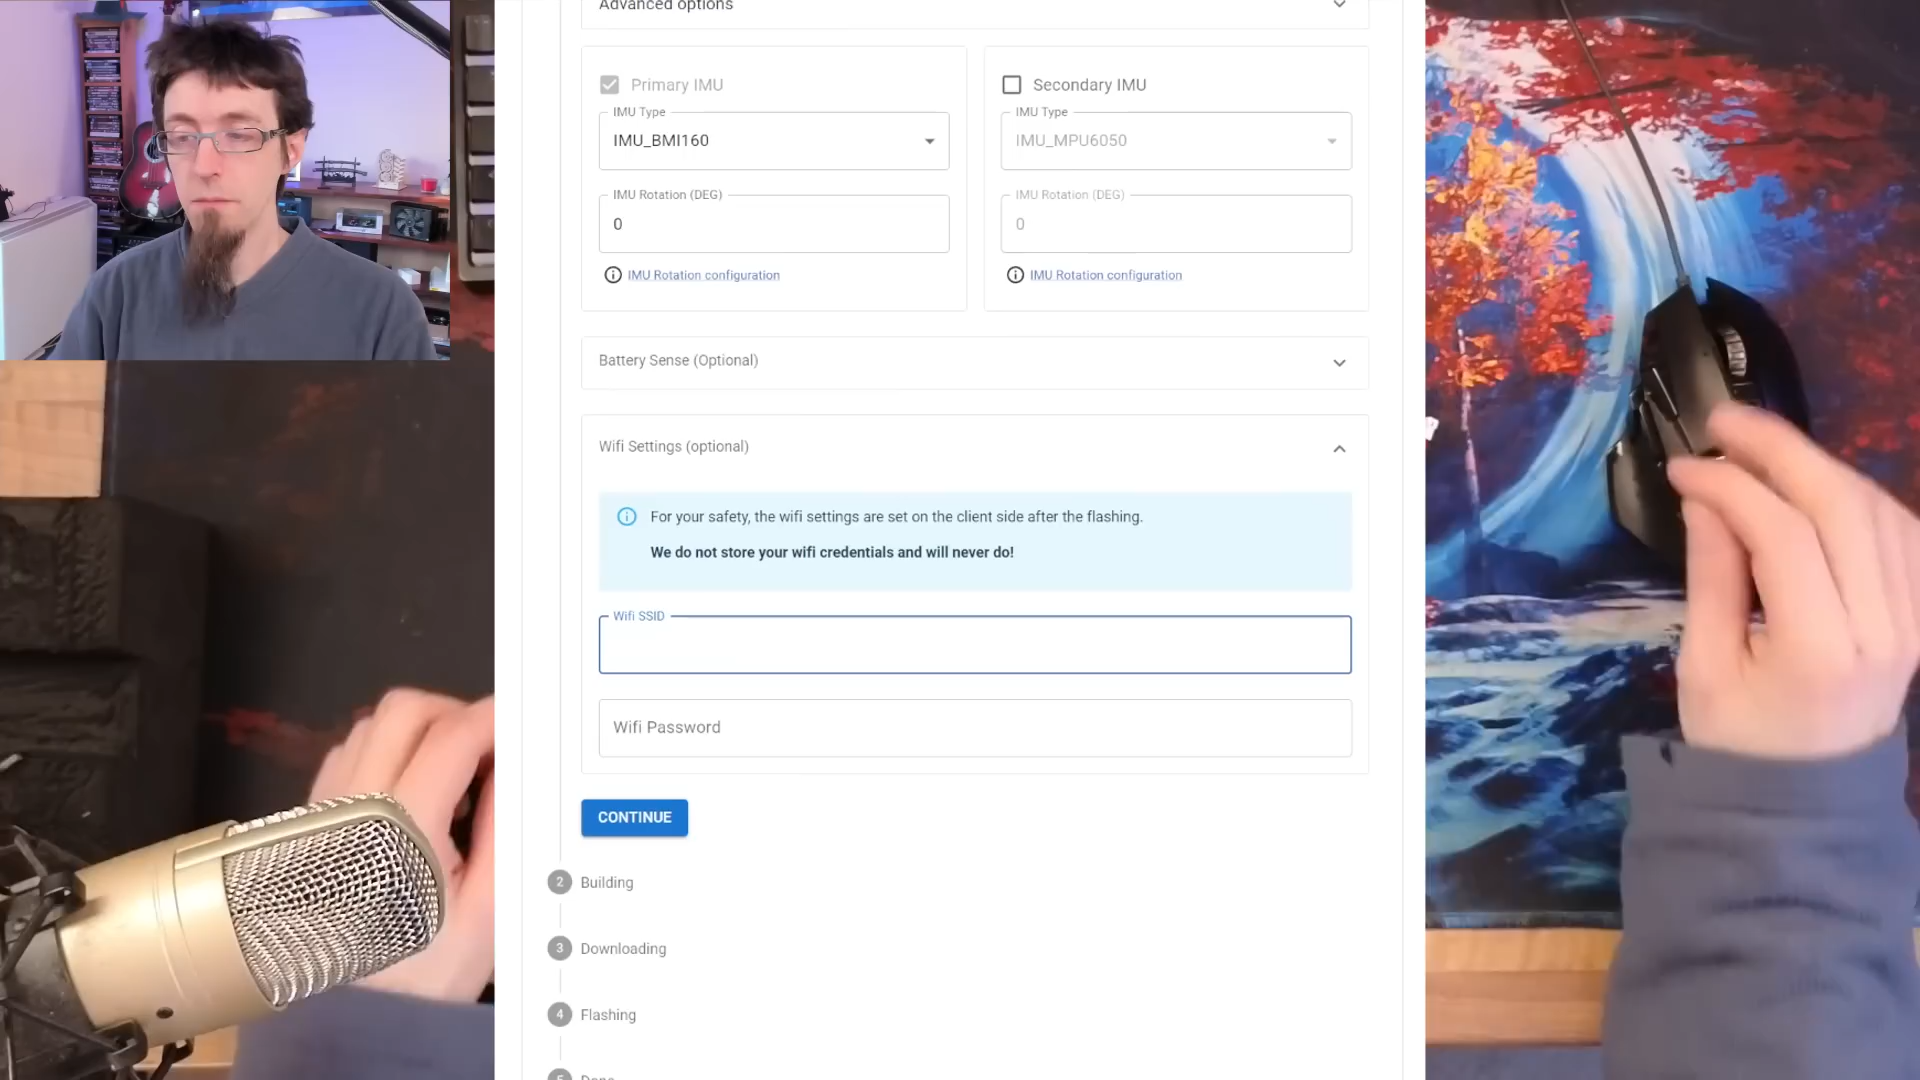 Advanced options
Primary IMU
IMU Type
IMU_BMI160
IMU Rotation (DEG)
0
IMU Rotation configuration
Secondary IMU
IMU Type
IMU_MPU6050
IMU Rotation (DEG)
0
IMU Rotation configuration
Battery Sense (Optional)
Wifi Settings (optional)
For your safety, the wifi settings are set on the client side after the flashing.
We do not store your wifi credentials and will never do!
Wifi SSID
Wifi Password
CONTINUE
2 Building
3 Downloading
4 Flashing